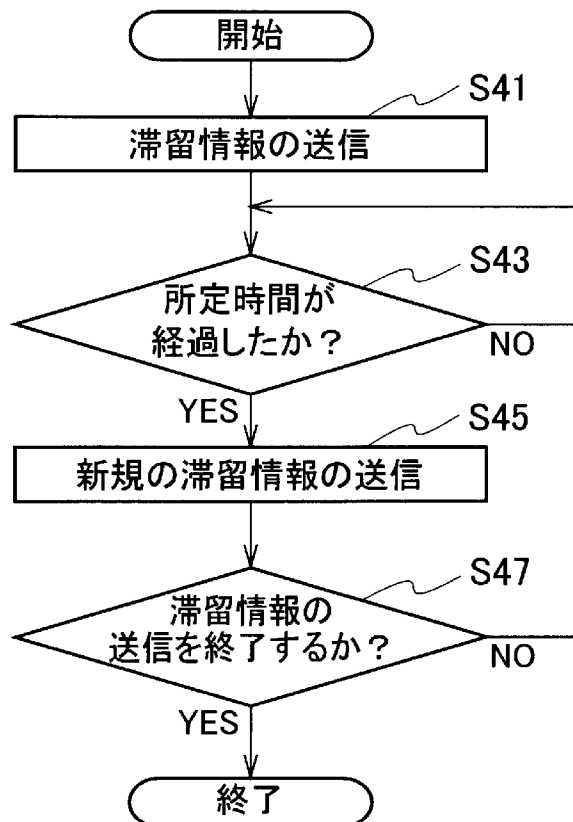 開始
S41
滞留情報の送信
S43
所定時間が
経過したか？
NO
YES
S45
新規の滞留情報の送信
S47
滞留情報の
送信を終了するか？
NO
YES
終了